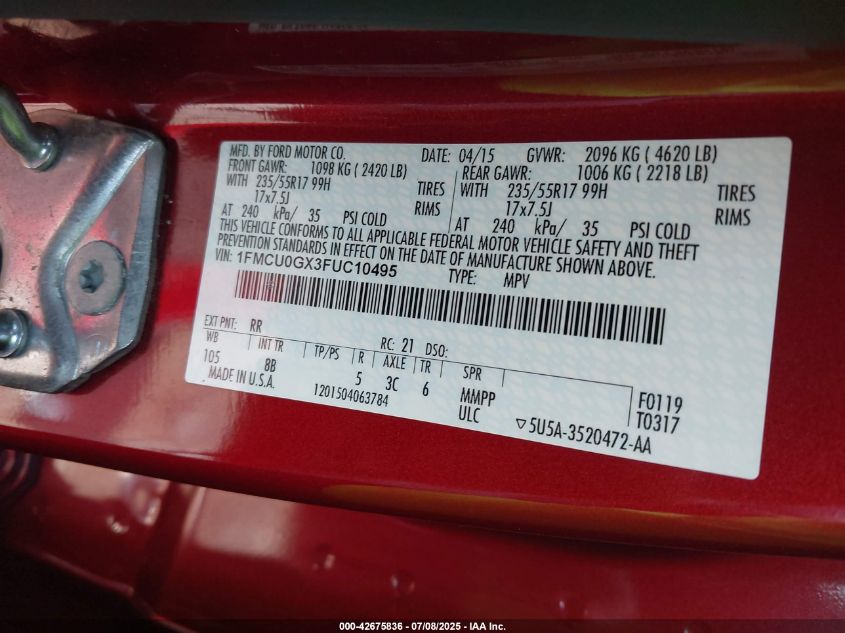 MFD. BY FORD MOTOR CO. DATE: 04/15 GVWR: 2096 KG ( 4620 LB)
FRONT GAWR: 1098 KG ( 2420 LB) REAR GAWR: 1006 KG ( 2218 LB)
WITH 235/55R17 99H TIRES WITH 235/55R17 99H TIRES
17x7.5J RIMS 17x7.5J RIMS
AT 240 kPa/ 35 PSI COLD AT 240 kPa/ 35 PSI COLD
THIS VEHICLE CONFORMS TO ALL APPLICABLE FEDERAL MOTOR VEHICLE SAFETY AND THEFT
PREVENTION STANDARDS IN EFFECT ON THE DATE OF MANUFACTURE SHOWN ABOVE.
VIN: 1FMCU0GX3FUC10495 TYPE: MPV
EXT PNT: RR RC: 21 DSO:
WB INT TR TP/PS R AXLE TR SPR
105 8B 5 3C 6 MMPP F0119
MADE IN U.S.A. 1201504063784 ULC T0317
▽5U5A-3520472-AA
000-42675836 - 07/08/2025 - IAA Inc.